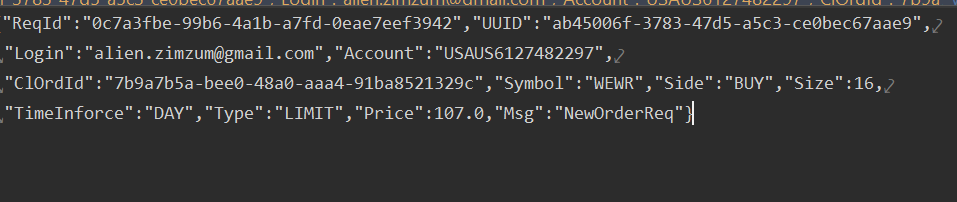 "ReqId":"0c7a3fbe-99b6-4a1b-a7fd-0eae7eef3942","UUID":"ab45006f-3783-47d5-a5c3-ce0bec67aae9",
"Login":"alien.zimzum@gmail.com","Account":"USAUS6127482297",
"ClOrdId":"7b9a7b5a-bee0-48a0-aaa4-91ba8521329c","Symbol":"WEWR","Side":"BUY","Size":16,
"TimeInforce":"DAY","Type":"LIMIT","Price":107.0,"Msg":"NewOrderReq"}